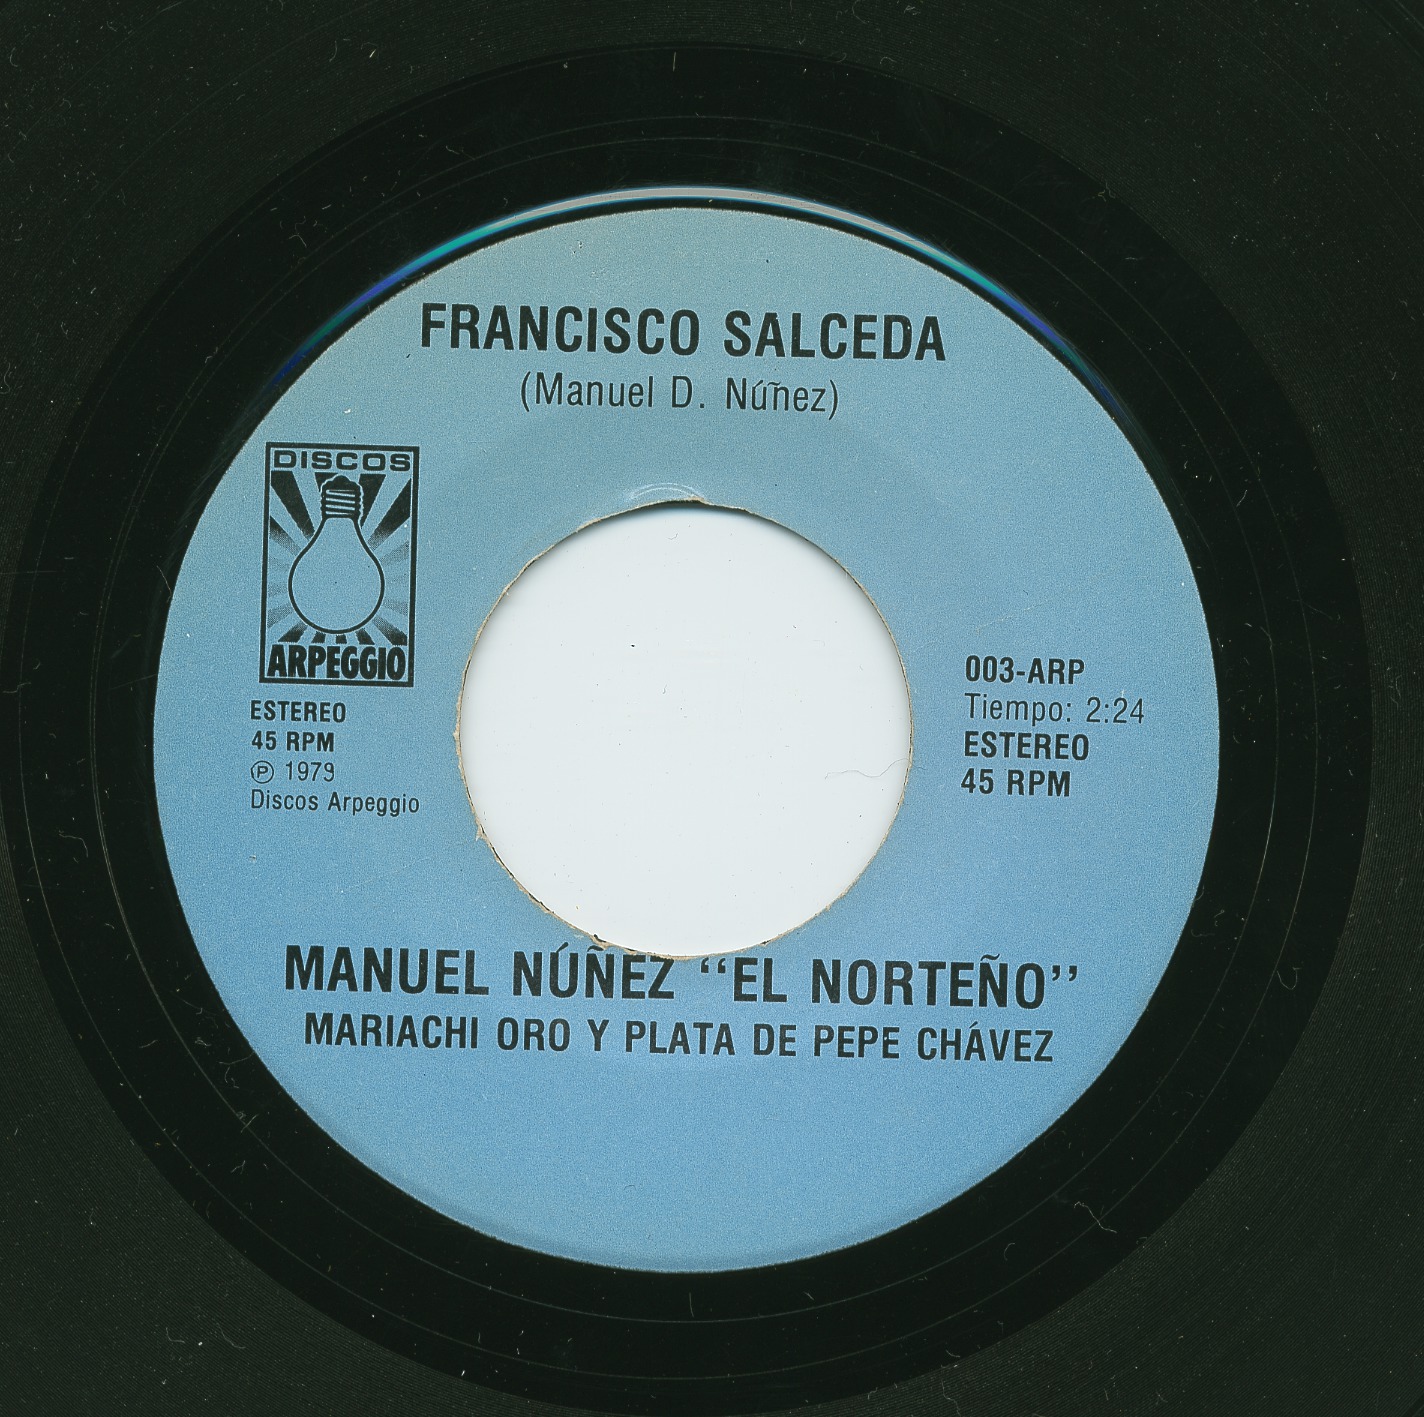 FRANCISCO SALCEDA
(Manuel D. Núñez)
DISCOS
ARPEGGIO
ESTEREO
45 RPM
Ⓟ 1979
Discos Arpeggio
003-ARP
Tiempo: 2:24
ESTEREO
45 RPM
MANUEL NÚÑEZ “EL NORTEÑO”
MARIACHI ORO Y PLATA DE PEPE CHÁVEZ